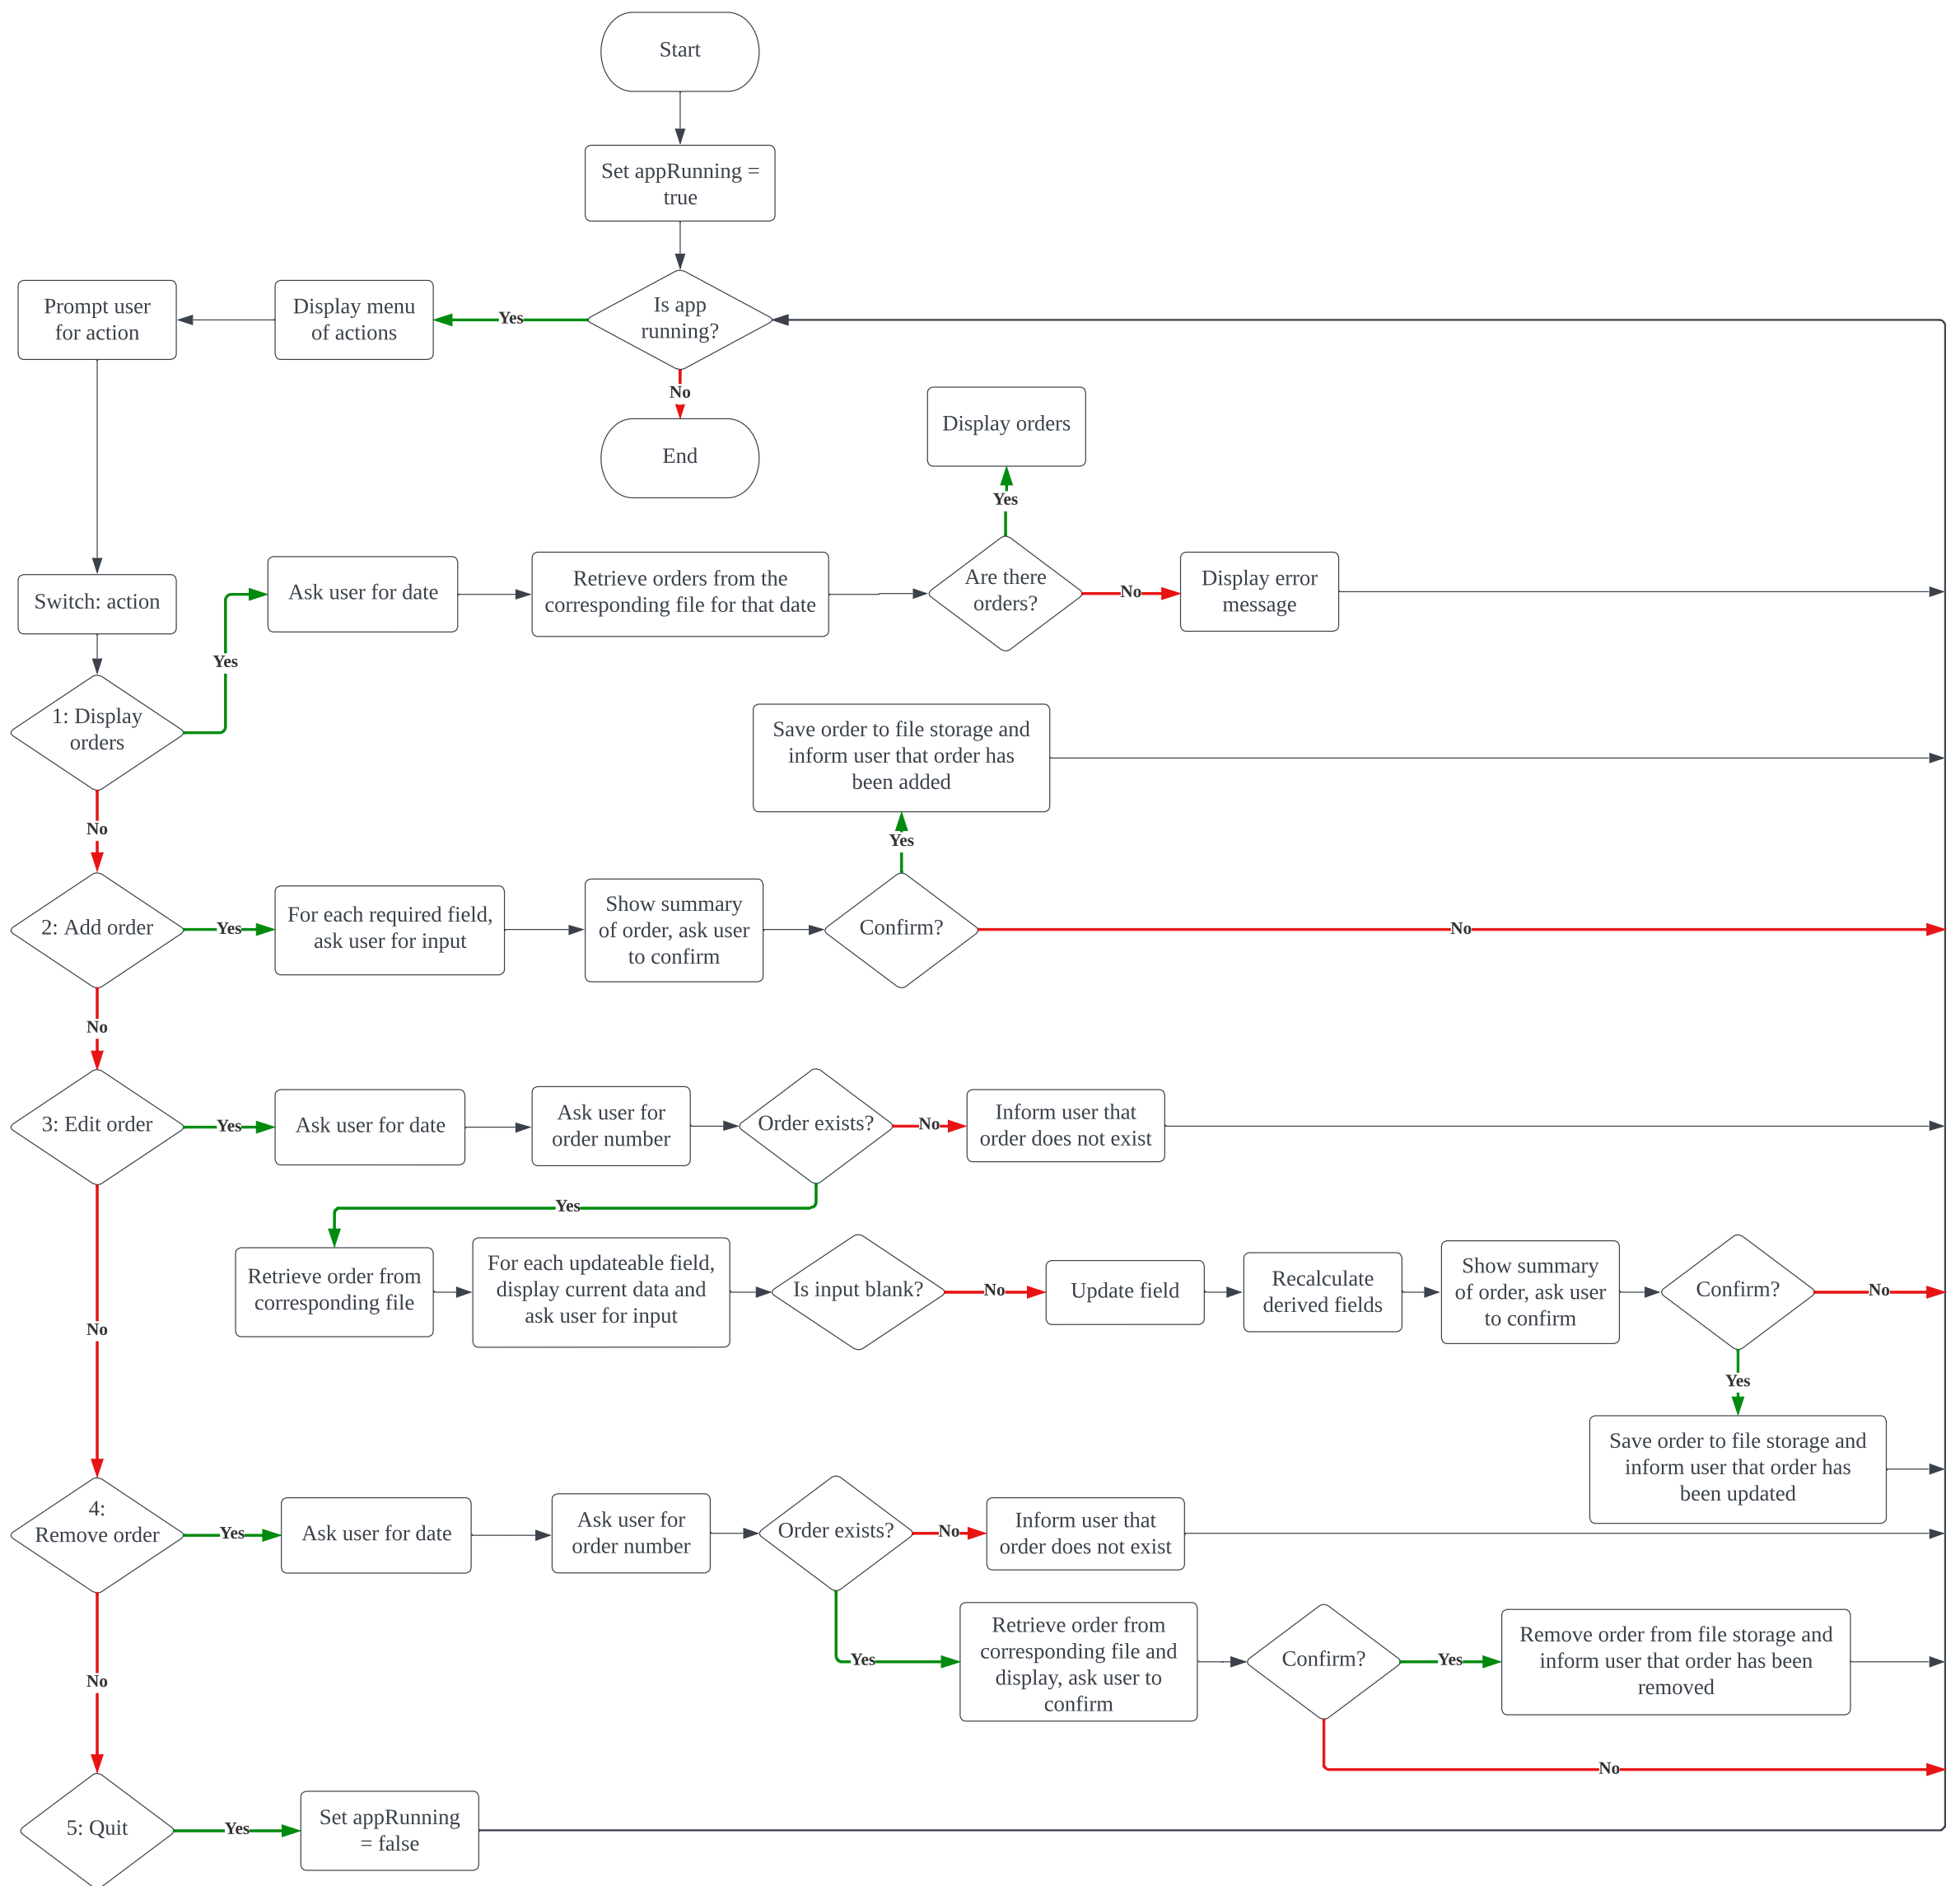 Start
Set appRunning =
true
Is app
running?
Yes
Display menu
of actions
Prompt user
for action
No
End
Display orders
Yes
Switch: action
Ask user for date
Retrieve orders from the
corresponding file for that date
Are there
orders?
No
Display error
message
Yes
1: Display
orders
No
Save order to file storage and
inform user that order has
been added
Yes
2: Add order
Yes
For each required field,
ask user for input
Show summary
of order, ask user
to confirm
Confirm?
No
No
3: Edit order
Yes
Ask user for date
Ask user for
order number
Order exists?
No
Inform user that
order does not exist
Yes
Retrieve order from
corresponding file
For each updateable field,
display current data and
ask user for input
Is input blank?
No
Update field
Recalculate
derived fields
Show summary
of order, ask user
to confirm
Confirm?
No
No
Yes
Save order to file storage and
inform user that order has
been updated
4:
Remove order
Yes
Ask user for date
Ask user for
order number
Order exists?
No
Inform user that
order does not exist
Yes
Retrieve order from
corresponding file and
display, ask user to
confirm
Confirm?
Yes
Remove order from file storage and
inform user that order has been
removed
No
No
5: Quit
Yes
Set appRunning
= false